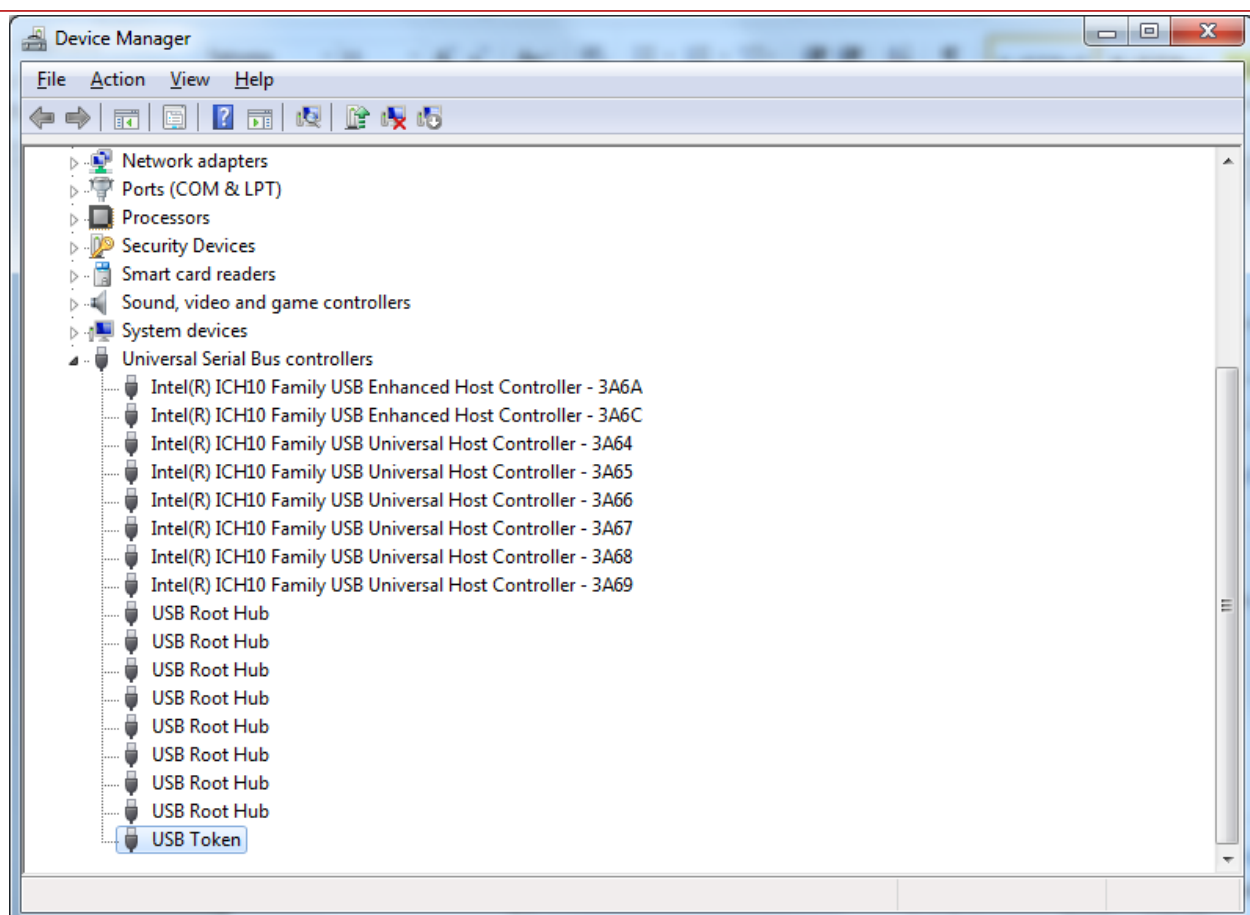 Device Manager
File Action View Help
Network adapters
Ports (COM & LPT)
Processors
Security Devices
Smart card readers
Sound, video and game controllers
System devices
Universal Serial Bus controllers
Intel(R) ICH10 Family USB Enhanced Host Controller - 3A6A
Intel(R) ICH10 Family USB Enhanced Host Controller - 3A6C
Intel(R) ICH10 Family USB Universal Host Controller - 3A64
Intel(R) ICH10 Family USB Universal Host Controller - 3A65
Intel(R) ICH10 Family USB Universal Host Controller - 3A66
Intel(R) ICH10 Family USB Universal Host Controller - 3A67
Intel(R) ICH10 Family USB Universal Host Controller - 3A68
Intel(R) ICH10 Family USB Universal Host Controller - 3A69
USB Root Hub
USB Root Hub
USB Root Hub
USB Root Hub
USB Root Hub
USB Root Hub
USB Root Hub
USB Root Hub
USB Token